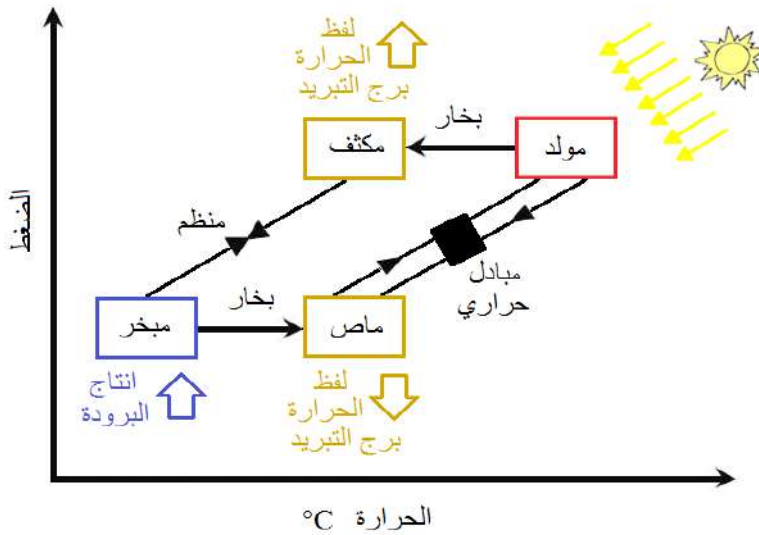 لفظ
الحرارة
برج التبريد
بخار
مكثف
مولد
منظم
الضغط
مبادل
حراري
بخار
مبخر
ماص
انتاج
البرودة
لفظ
الحرارة
برج التبريد
الحرارة °C